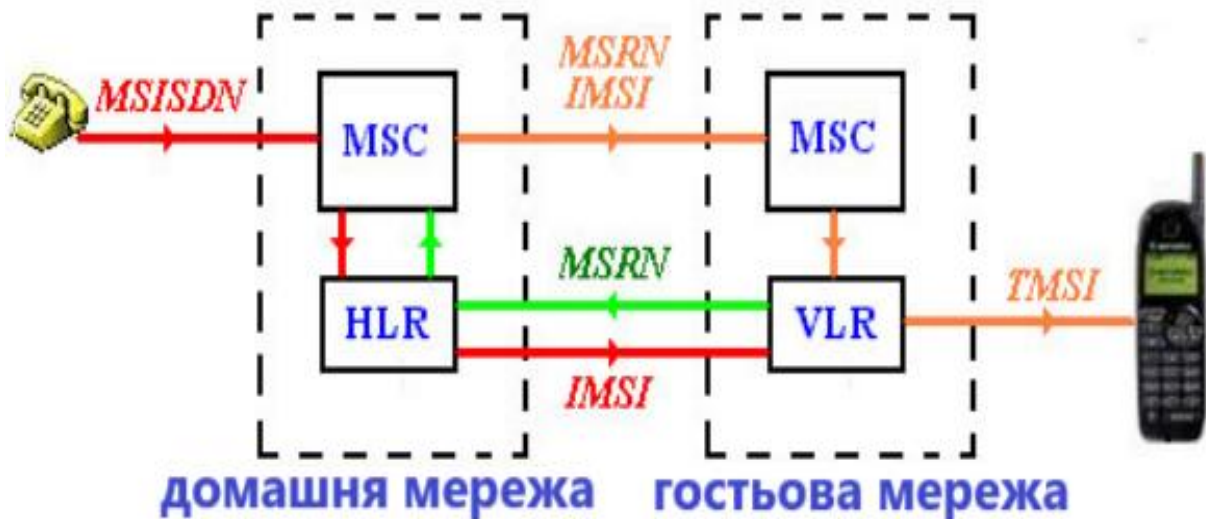 MSISDN
MSC
MSRN
IMSI
MSC
HLR
MSRN
IMSI
VLR
TMSI
домашня мережа
гостьова мережа